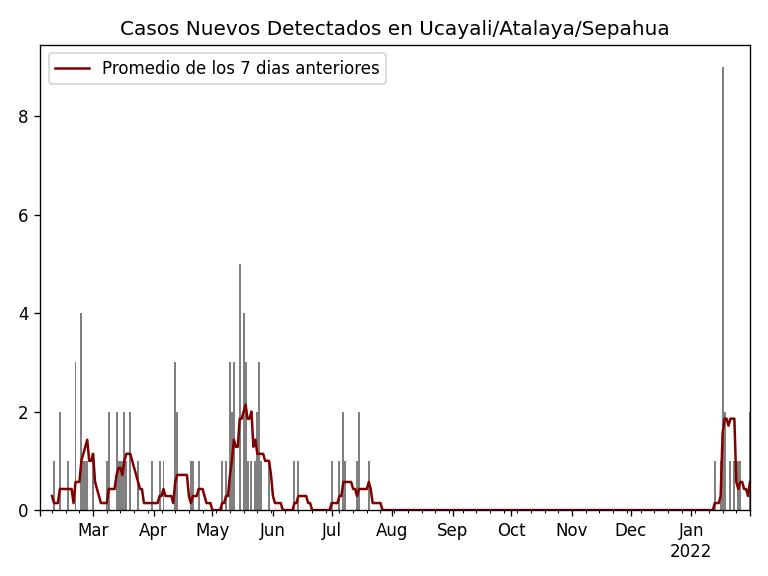 Casos Nuevos Detectados en Ucayali/Atalaya/Sepahua
Promedio de los 7 dias anteriores
8
6
4
2
0
Mar Apr May Jun Jul Aug Sep Oct Nov Dec Jan
2022